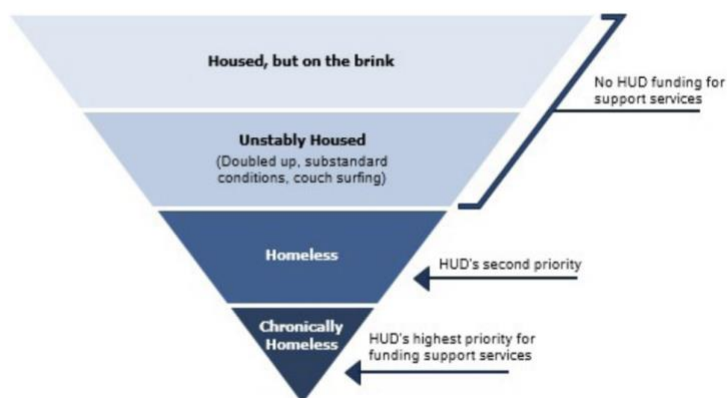 Housed, but on the brink
No HUD funding for
support services
Unstably Housed
(Doubled up, substandard
conditions, couch surfing)
Homeless
HUD's second priority
Chronically
Homeless
HUD's highest priority for
funding support services